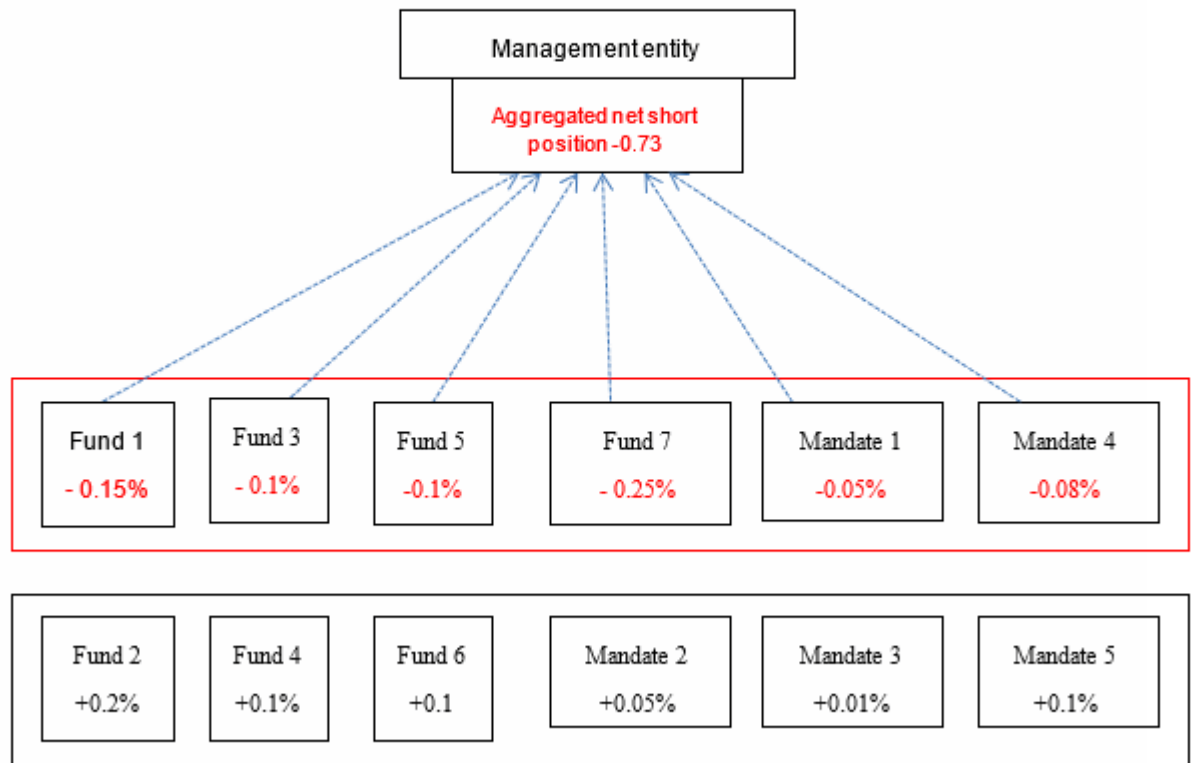 Management entity
Aggregated net short
position -0.73
Fund 1
- 0.15%
Fund 3
- 0.1%
Fund 5
-0.1%
Fund 7
- 0.25%
Mandate 1
-0.05%
Mandate 4
-0.08%
Fund 2
+0.2%
Fund 4
+0.1%
Fund 6
+0.1
Mandate 2
+0.05%
Mandate 3
+0.01%
Mandate 5
+0.1%